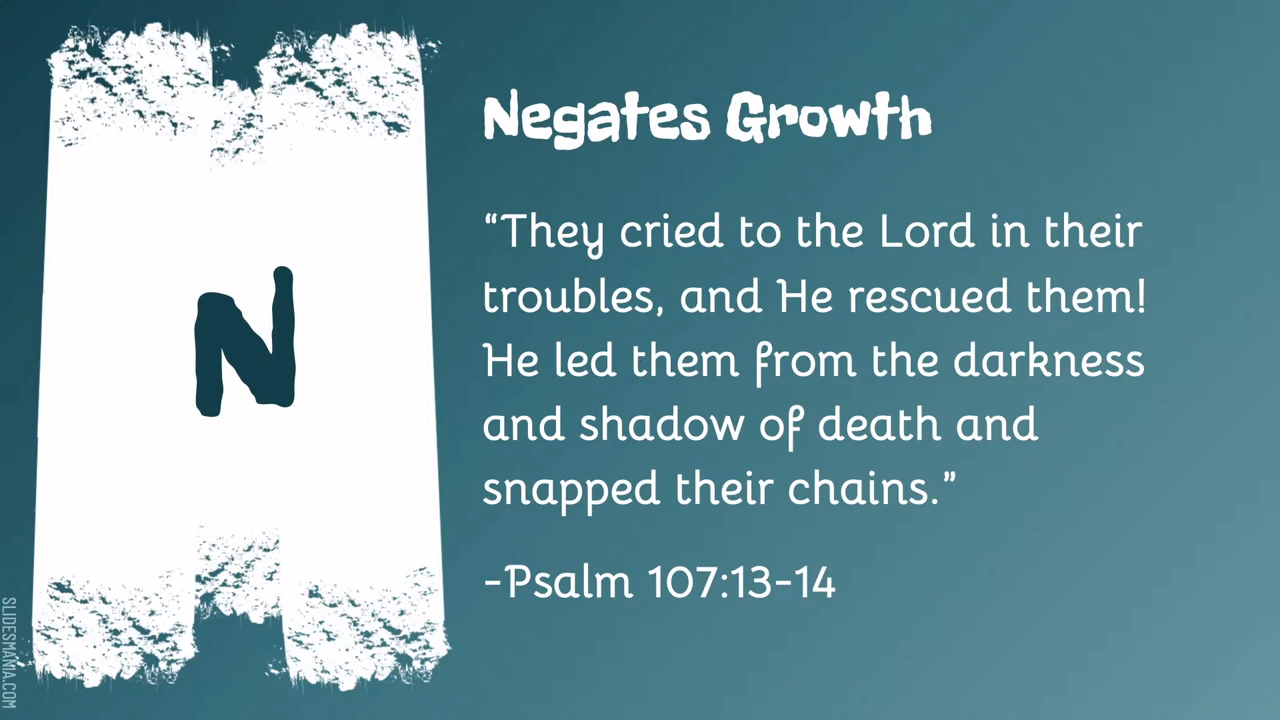 N
Negates Growth
“They cried to the Lord in their
troubles, and He rescued them!
He led them from the darkness
and shadow of death and
snapped their chains.”
-Psalm 107:13-14
SLIDESMANIA.COM